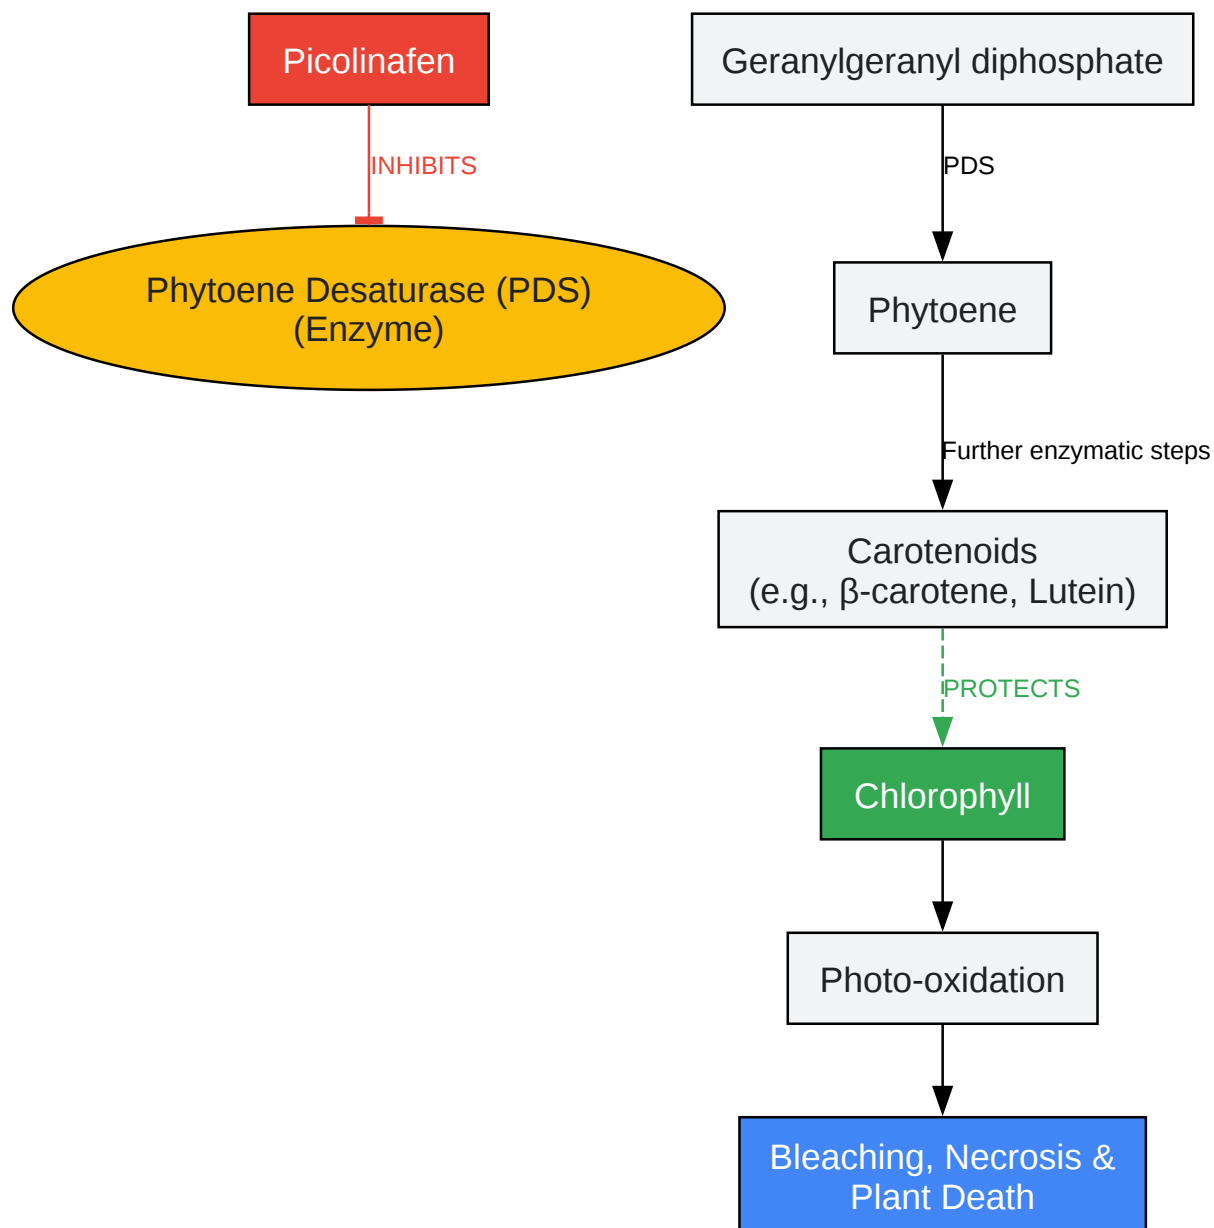 Picolinafen
Geranylgeranyl diphosphate
INHIBITS
PDS
Phytoene Desaturase (PDS)
(Enzyme)
Phytoene
Further enzymatic steps
Carotenoids
(e.g., β-carotene, Lutein)
PROTECTS
Chlorophyll
Photo-oxidation
Bleaching, Necrosis &
Plant Death